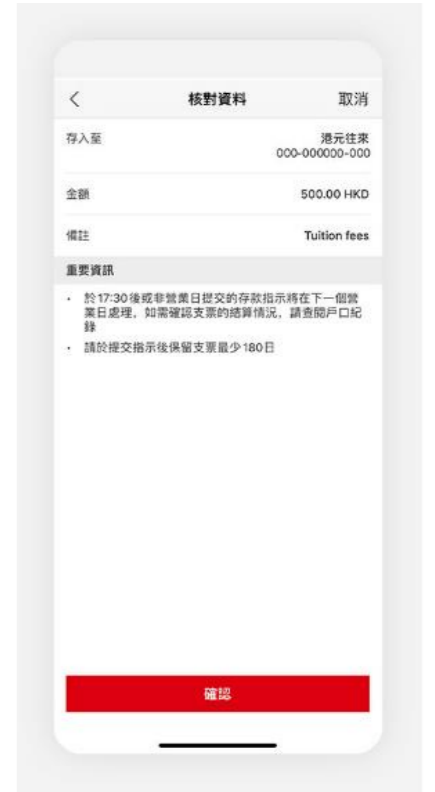 核對資料
取消
存入至
港元往來
000-000000-000
金額
500.00 HKD
備註
Tuition fees
重要資訊
· 於17:30後或非營業日提交的存款指示將在下一個營
業日處理，如需確認支票的結算情況，請查閱戶口紀
錄
· 請於提交指示後保留支票最少180日
確認